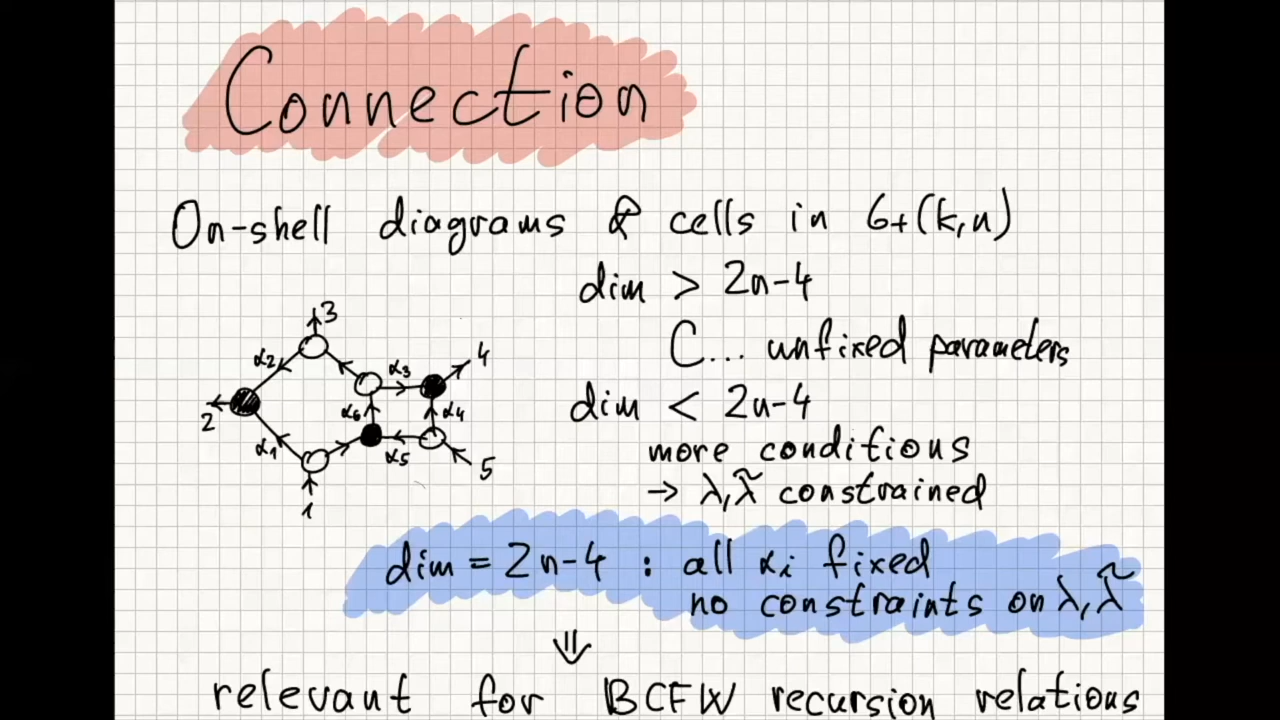 Connection
On-shell diagrams & cells in G+(k,n)
dim > 2n-4
C... unfixed parameters
dim < 2n-4
more conditions
→ λ, λ̃ constrained
3
α2
α3
4
2
α6
α4
α1
α5
5
1
dim = 2n-4 : all αi fixed
no constraints on λ, λ̃
⇓
relevant for BCFW recursion relations